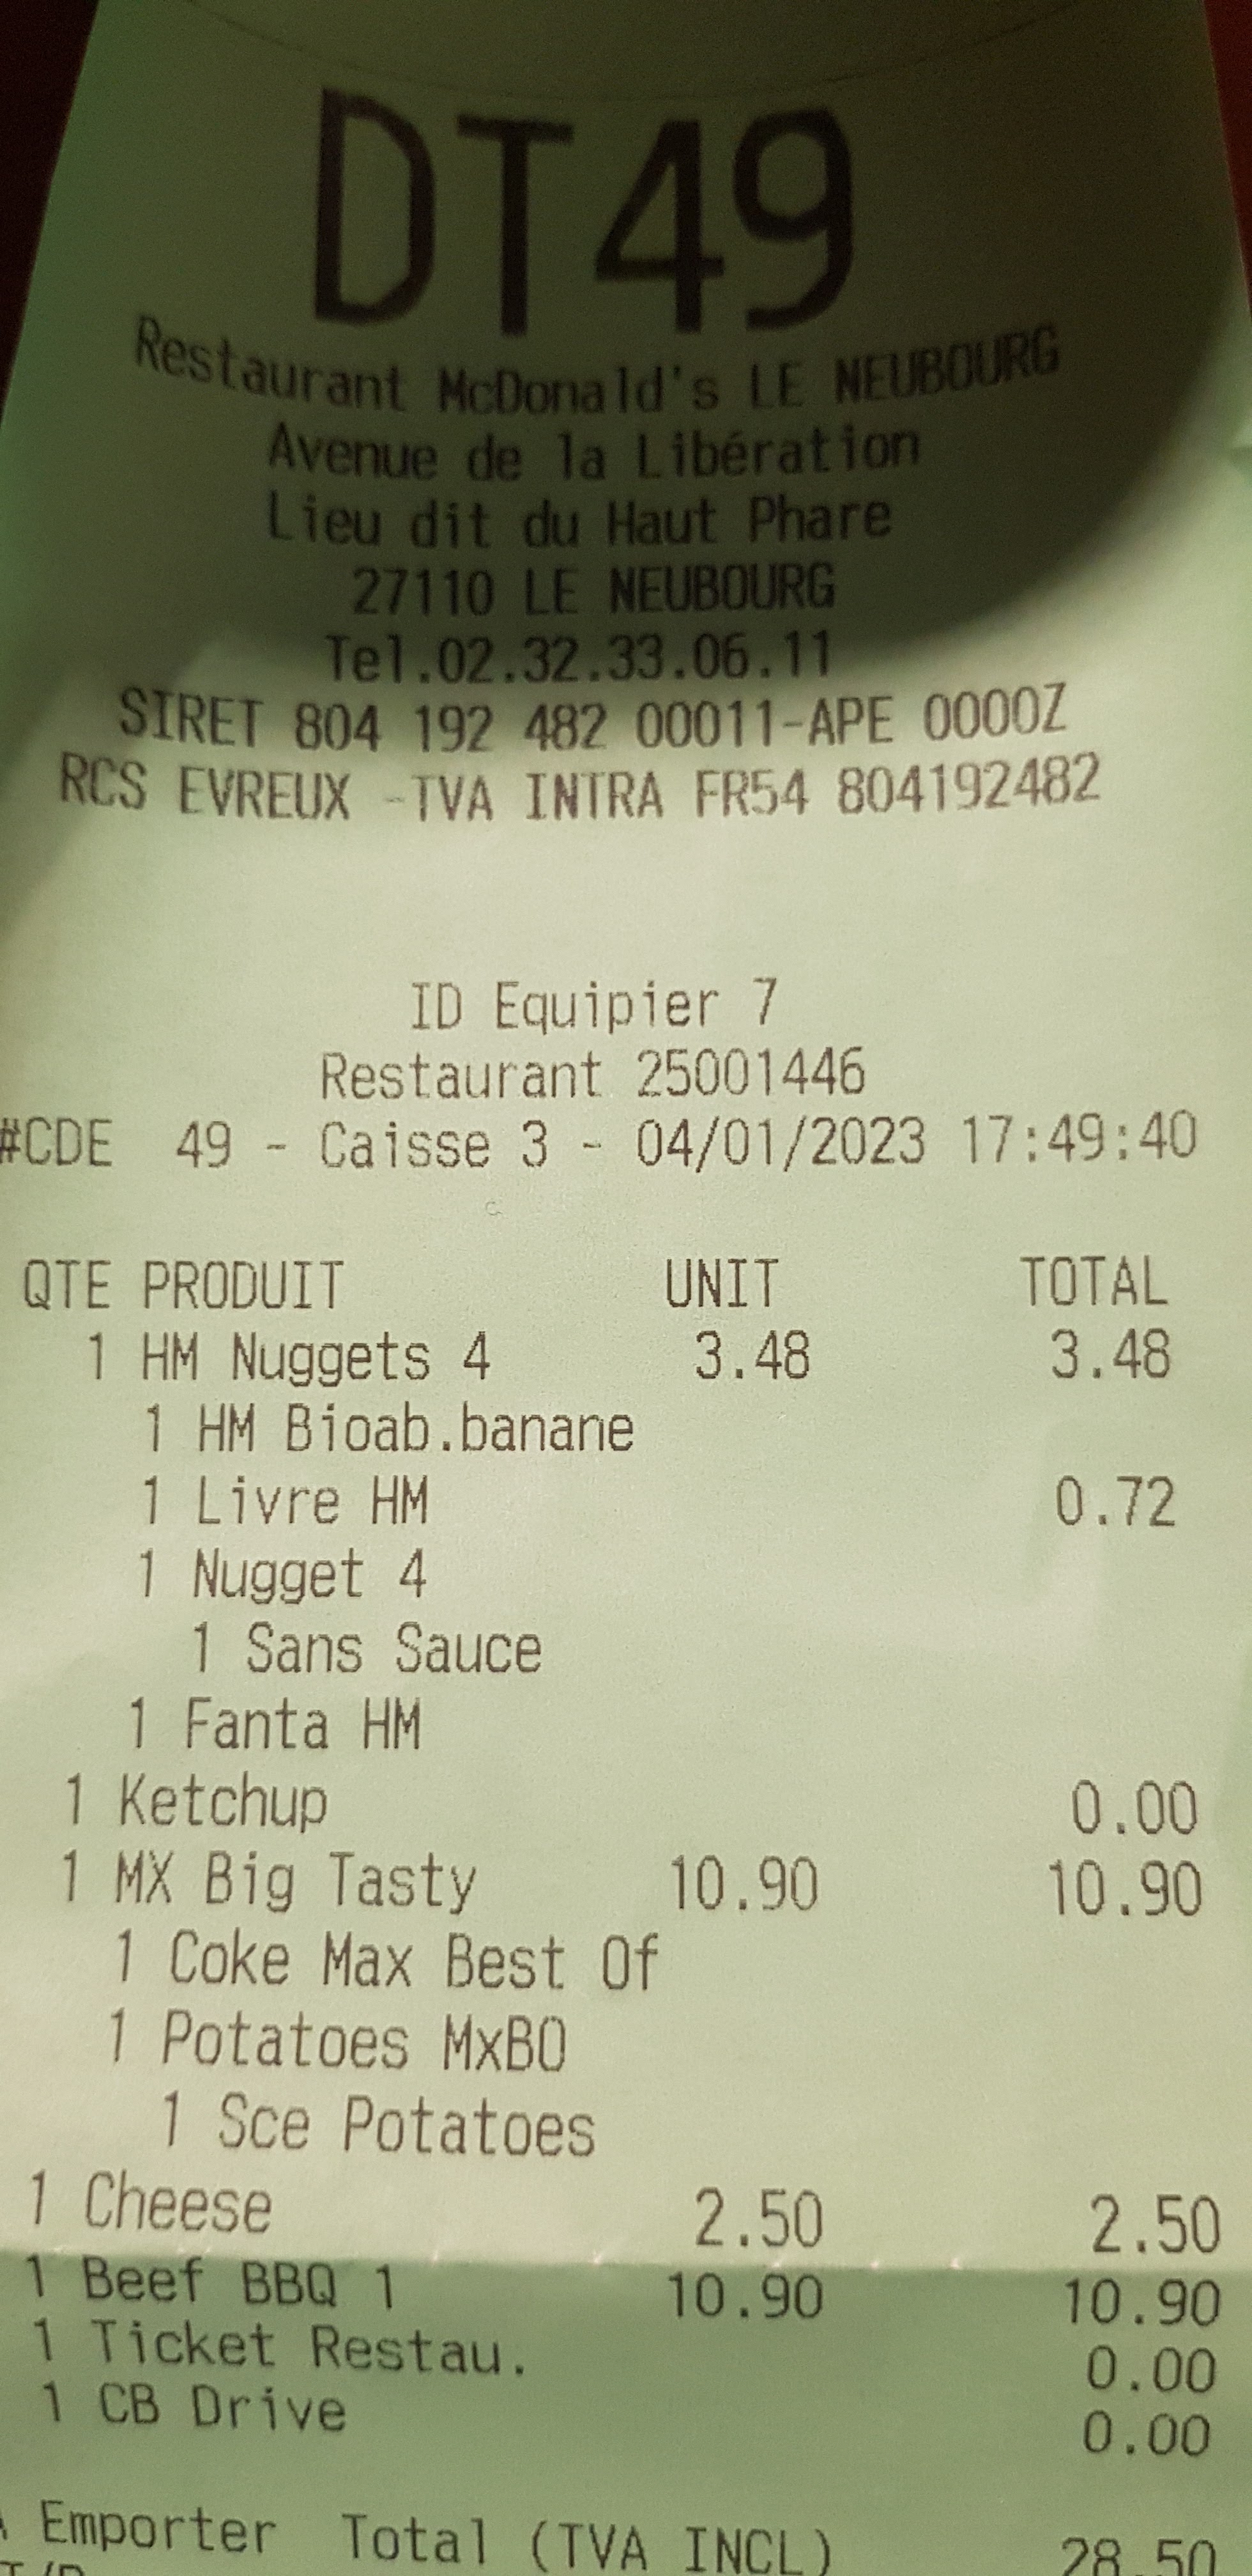 DT49
Restaurant McDonald's LE NEUBOURG
Avenue de la Libération
Lieu dit du Haut Phare
27110 LE NEUBOURG
Tel.02.32.33.06.11
SIRET 804 192 482 00011-APE 0000Z
RCS EVREUX -TVA INTRA FR54 804192482
ID Equipier 7
Restaurant 25001446
#CDE 49 - Caisse 3 - 04/01/2023 17:49:40
QTE PRODUIT UNIT TOTAL
1 HM Nuggets 4 3.48 3.48
1 HM Bioab.banane
1 Livre HM 0.72
1 Nugget 4
1 Sans Sauce
1 Fanta HM
1 Ketchup 0.00
1 MX Big Tasty 10.90 10.90
1 Coke Max Best Of
1 Potatoes MxBO
1 Sce Potatoes
1 Cheese 2.50 2.50
1 Beef BBQ 1 10.90 10.90
1 Ticket Restau. 0.00
1 CB Drive 0.00
A Emporter Total (TVA INCL) 28.50